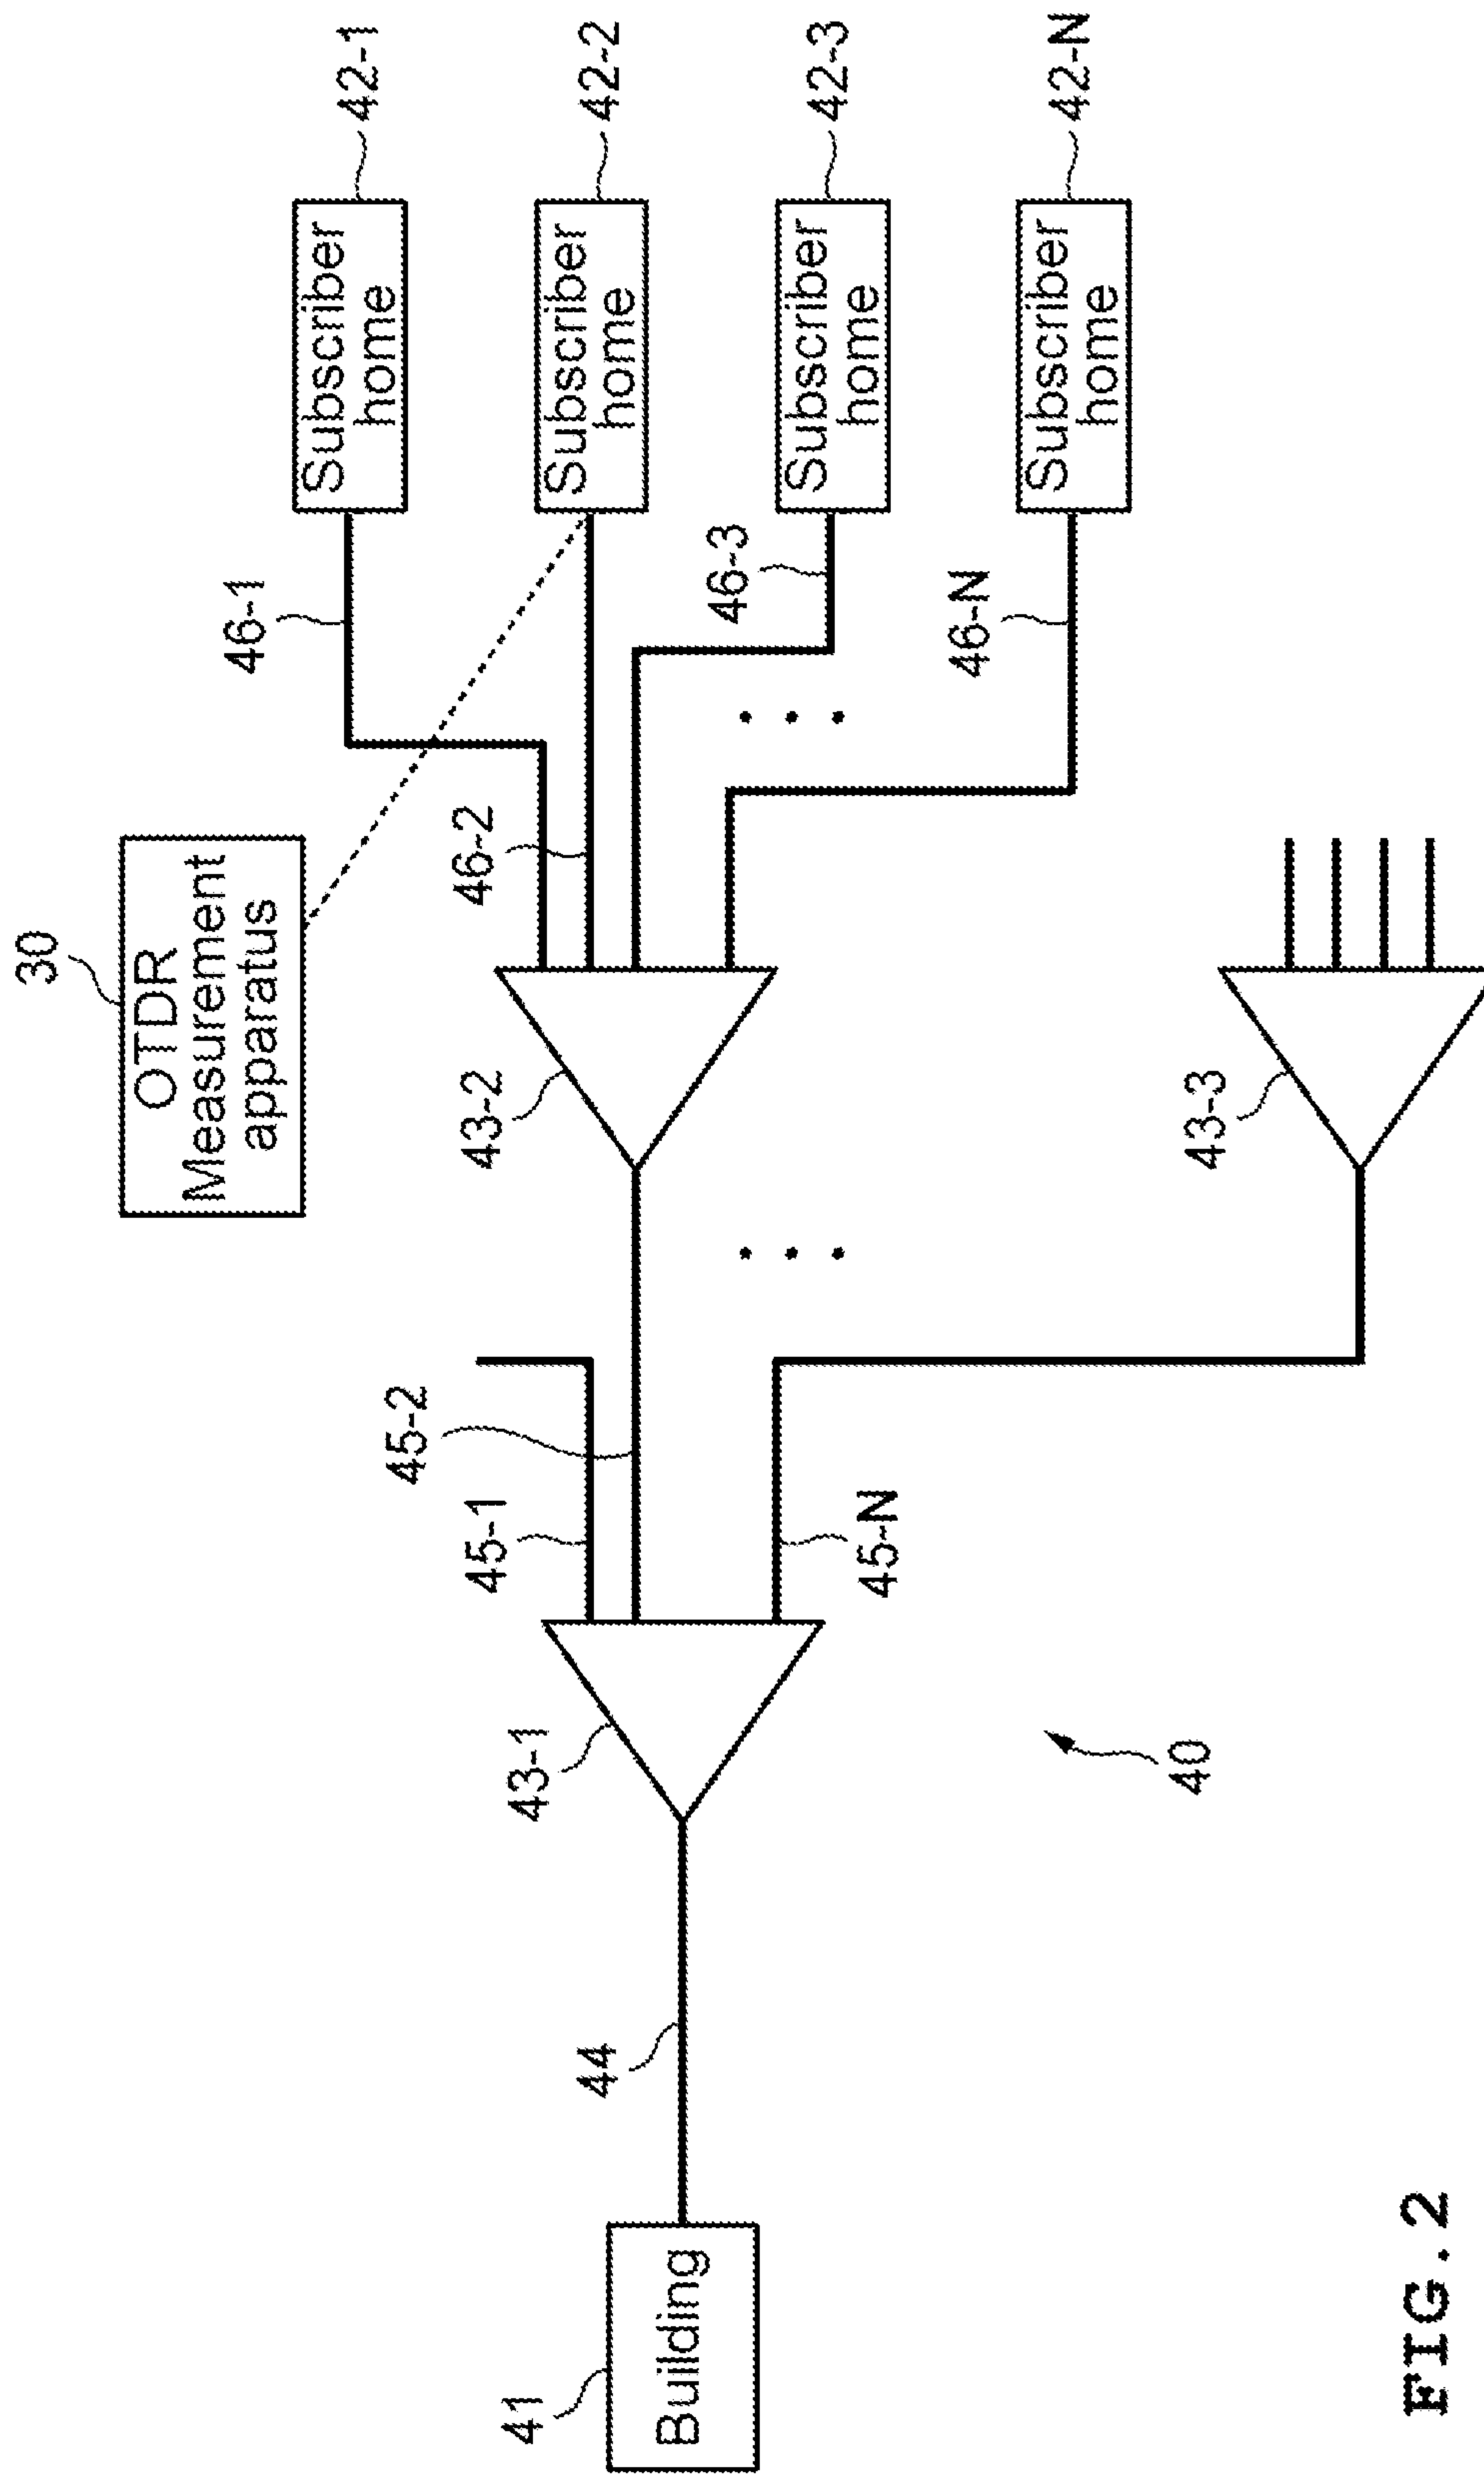 30
OTDR
Measurement
apparatus
46-1
Subscriber
home
42-1
45-2
43-2
46-2
Subscriber
home
42-2
45-1
46-3
Subscriber
home
42-3
41
Building
44
43-1
45-N
46-N
Subscriber
home
42-N
40
43-3
FIG.2